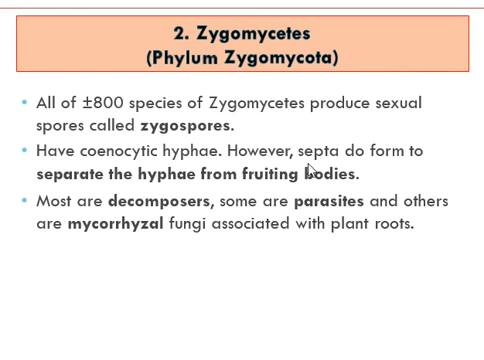 2. Zygomycetes
(Phylum Zygomycota)
• All of ±800 species of Zygomycetes produce sexual
spores called zygospores.
• Have coenocytic hyphae. However, septa do form to
separate the hyphae from fruiting bodies.
• Most are decomposers, some are parasites and others
are mycorrhyzal fungi associated with plant roots.